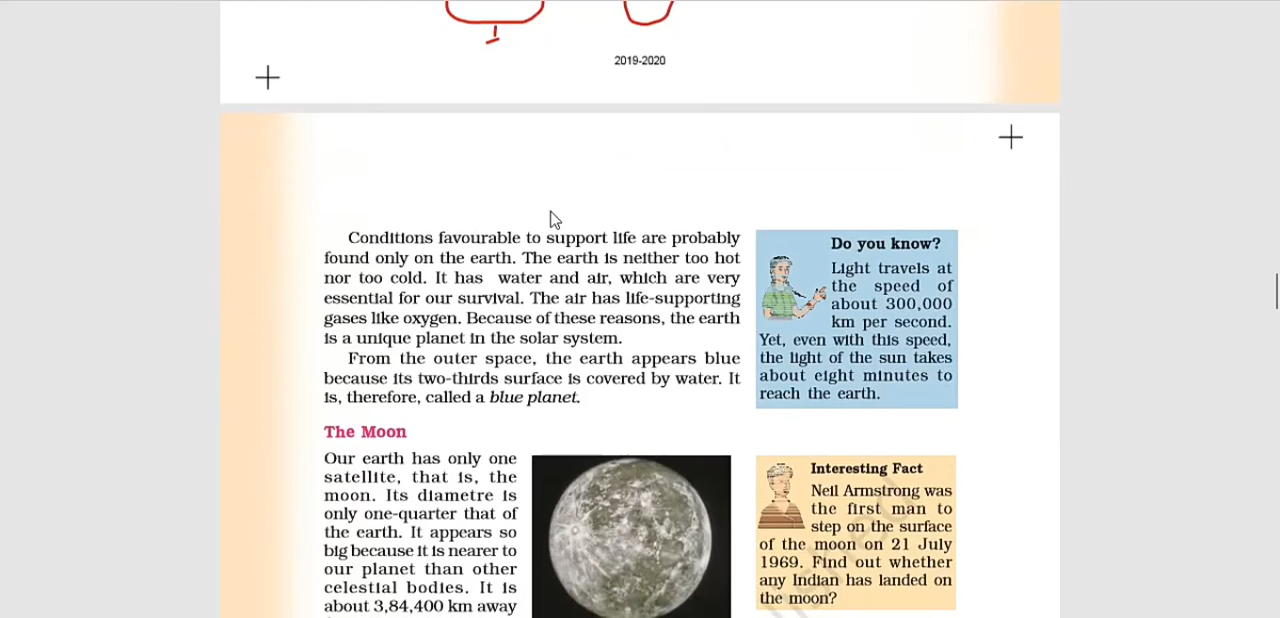 2019-2020
Conditions favourable to support life are probably
found only on the earth. The earth is neither too hot
nor too cold. It has water and air, which are very
essential for our survival. The air has life-supporting
gases like oxygen. Because of these reasons, the earth
is a unique planet in the solar system.
From the outer space, the earth appears blue
because its two-thirds surface is covered by water. It
is, therefore, called a blue planet.
Do you know?
Light travels at
the speed of
about 300,000
km per second.
Yet, even with this speed,
the light of the sun takes
about eight minutes to
reach the earth.
The Moon
Our earth has only one
satellite, that is, the
moon. Its diametre is
only one-quarter that of
the earth. It appears so
big because it is nearer to
our planet than other
celestial bodies. It is
about 3,84,400 km away
Interesting Fact
Neil Armstrong was
the first man to
step on the surface
of the moon on 21 July
1969. Find out whether
any Indian has landed on
the moon?